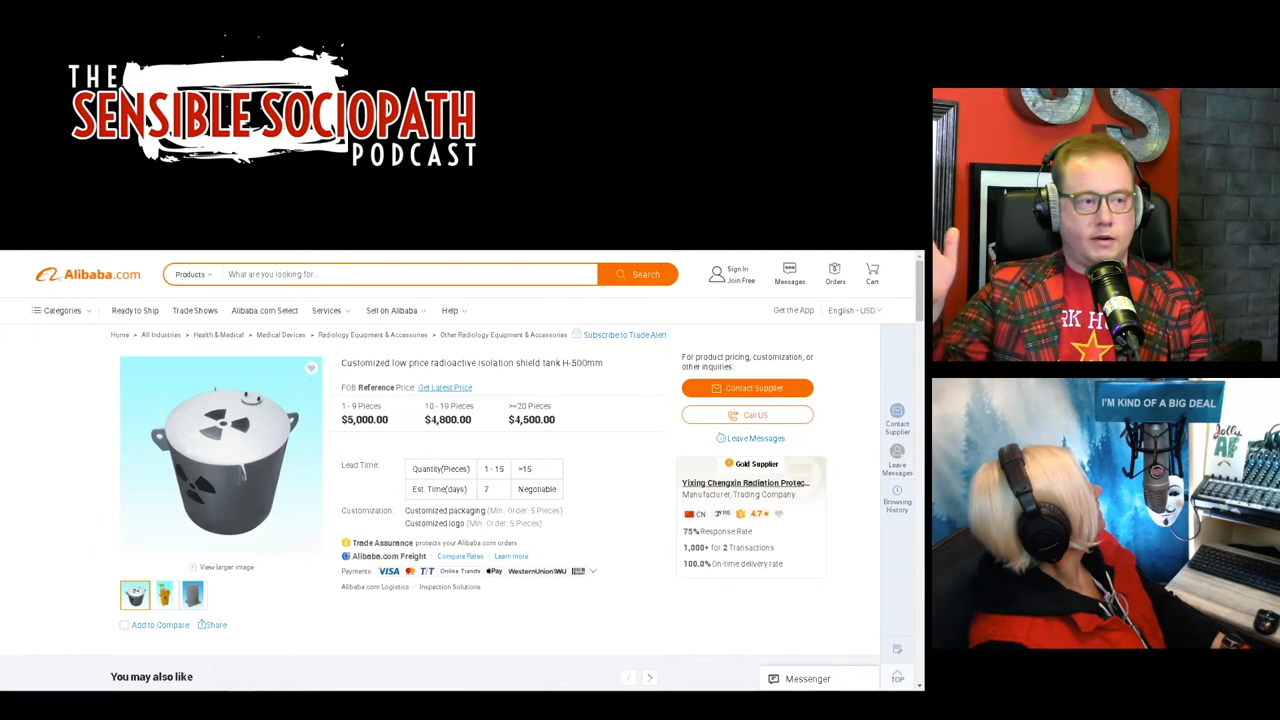 THE
SENSIBLE SOCIOPATH
PODCAST
Alibaba.com
Products
What are you looking for...
Search
Sign In
Join Free
Messages
Orders
Cart
Categories
Ready to Ship
Trade Shows
Alibaba.com Select
Services
Sell on Alibaba
Help
Get the App
English - USD
Home > All Industries > Health & Medical > Medical Devices > Radiology Equipment & Accessories > Other Radiology Equipment & Accessories
Subscribe to Trade Alert
Customized low price radioactive isolation shield tank H-500mm
FOB Reference Price: Get Latest Price
1 - 9 Pieces
10 - 19 Pieces
>=20 Pieces
$5,000.00
$4,800.00
$4,500.00
Lead Time:
Quantity(Pieces) 1 - 15 >15
Est. Time(days) 7 Negotiable
Customization: Customized packaging (Min. Order: 5 Pieces)
Customized logo (Min. Order: 5 Pieces)
Trade Assurance protects your Alibaba.com orders
Alibaba.com Freight Compare Rates Learn more
Payments: VISA T/T Online Transfe Pay WesternUnion WU
Alibaba.com Logistics Inspection Solutions
View larger image
Add to Compare
Share
For product pricing, customization, or
other inquiries:
Contact Supplier
Call US
Leave Messages
Gold Supplier
Yixing Chengxin Radiation Protec...
Manufacturer, Trading Company
CN 3YRS 4.7
75% Response Rate
1,000+ for 2 Transactions
100.0% On-time delivery rate
Contact
Supplier
Leave
Messages
Browsing
History
TOP
You may also like
Messenger
I'M KIND OF A BIG DEAL
Jolly
AF